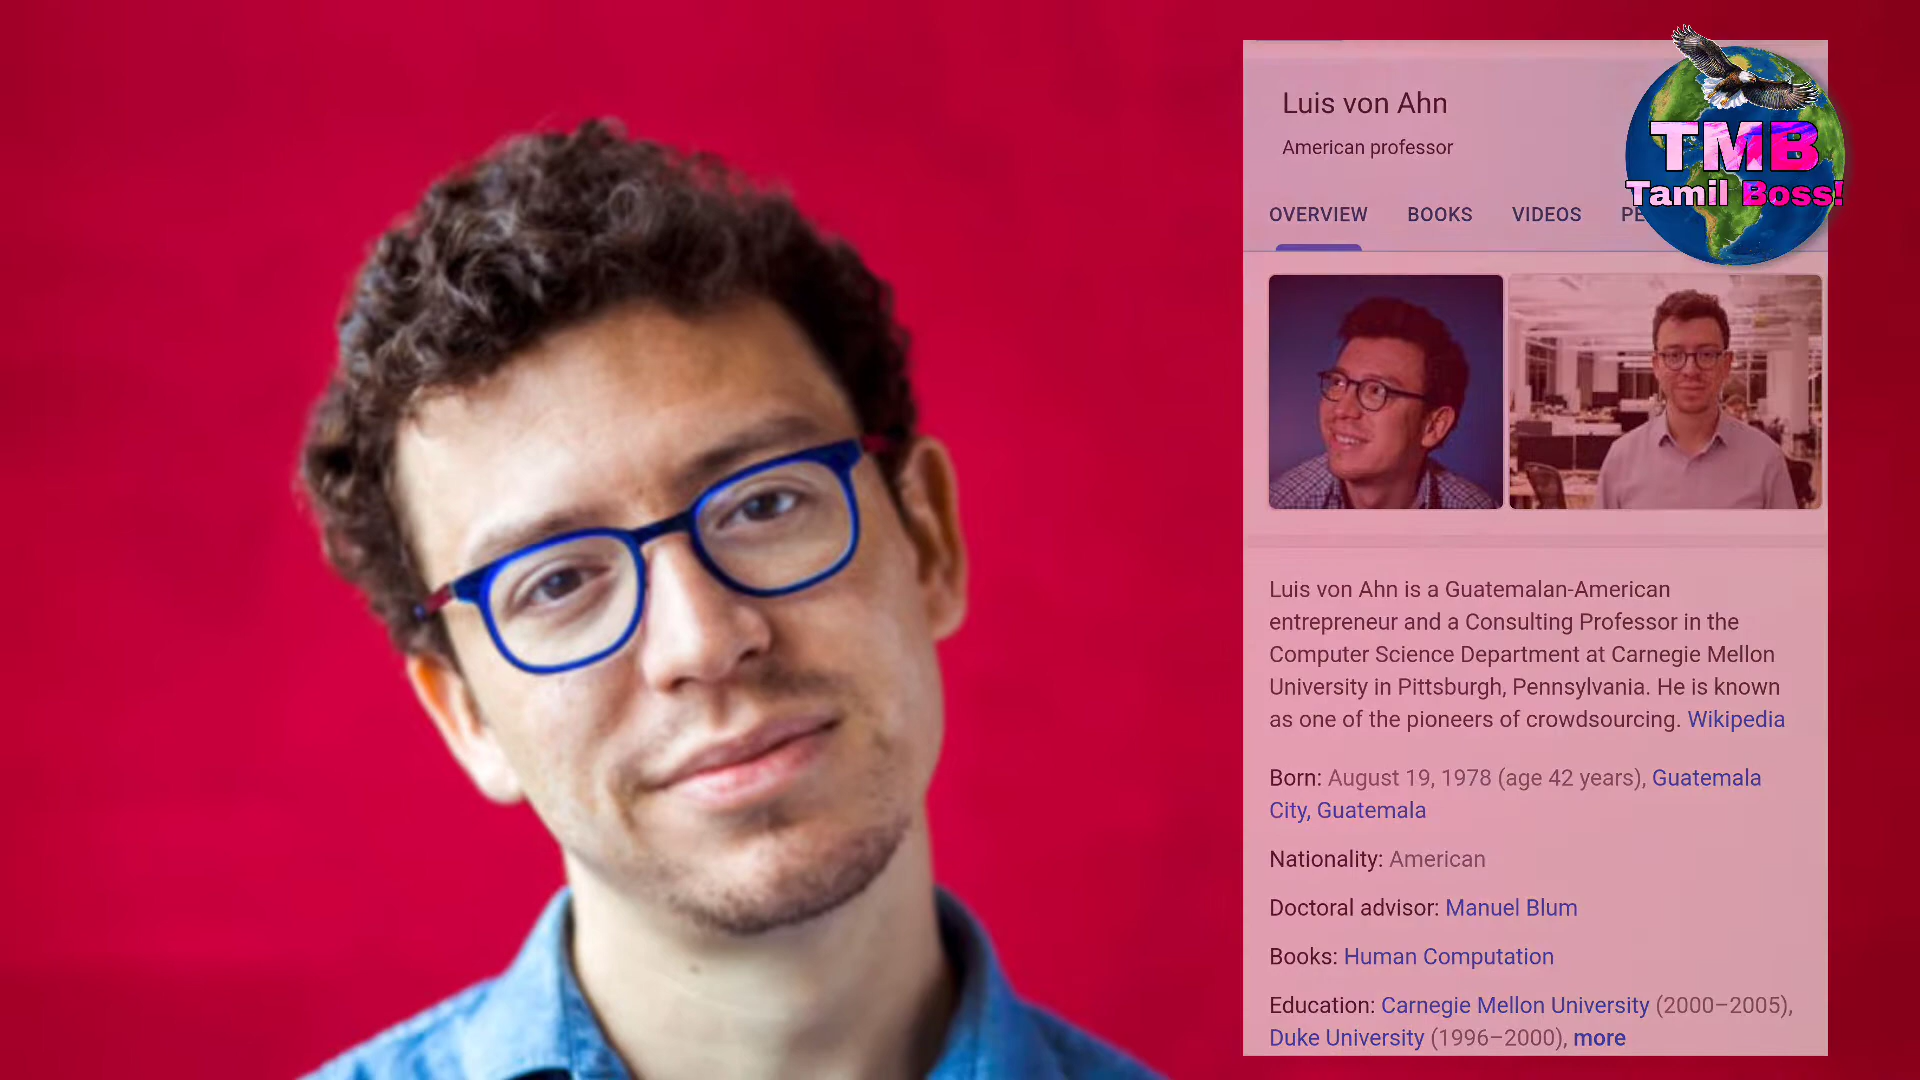 Luis von Ahn
American professor
TMB
Tamil Boss!
OVERVIEW BOOKS VIDEOS PE
Luis von Ahn is a Guatemalan-American
entrepreneur and a Consulting Professor in the
Computer Science Department at Carnegie Mellon
University in Pittsburgh, Pennsylvania. He is known
as one of the pioneers of crowdsourcing. Wikipedia
Born: August 19, 1978 (age 42 years), Guatemala
City, Guatemala
Nationality: American
Doctoral advisor: Manuel Blum
Books: Human Computation
Education: Carnegie Mellon University (2000–2005),
Duke University (1996–2000), more